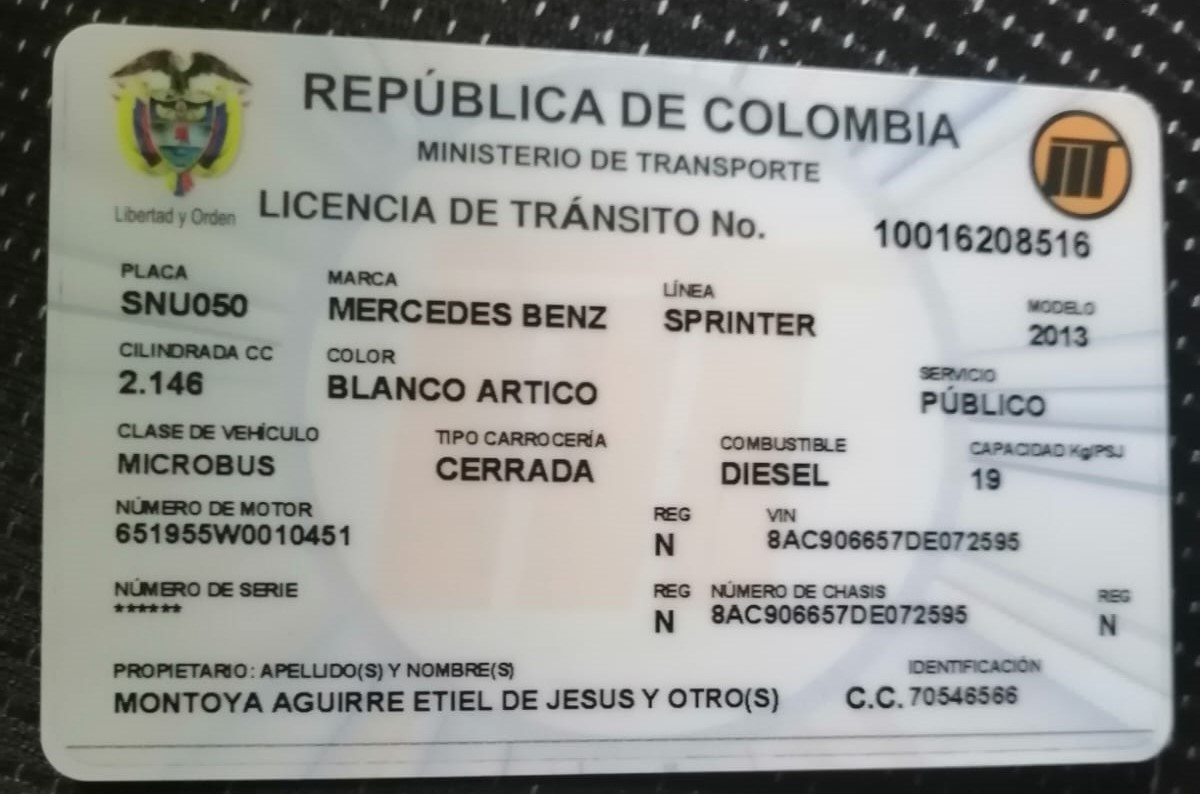 REPÚBLICA DE COLOMBIA
MINISTERIO DE TRANSPORTE
Libertad y Orden
LICENCIA DE TRÁNSITO No. 10016208516
PLACA MARCA LÍNEA MODELO
SNU050 MERCEDES BENZ SPRINTER 2013
CILINDRADA CC COLOR SERVICIO
2.146 BLANCO ARTICO PÚBLICO
CLASE DE VEHÍCULO TIPO CARROCERÍA COMBUSTIBLE CAPACIDAD Kg/PSJ
MICROBUS CERRADA DIESEL 19
NÚMERO DE MOTOR REG VIN
651955W0010451 N 8AC906657DE072595
NÚMERO DE SERIE REG NÚMERO DE CHASIS REG
****** N 8AC906657DE072595 N
PROPIETARIO: APELLIDO(S) Y NOMBRE(S) IDENTIFICACIÓN
MONTOYA AGUIRRE ETIEL DE JESUS Y OTRO(S) C.C. 70546566